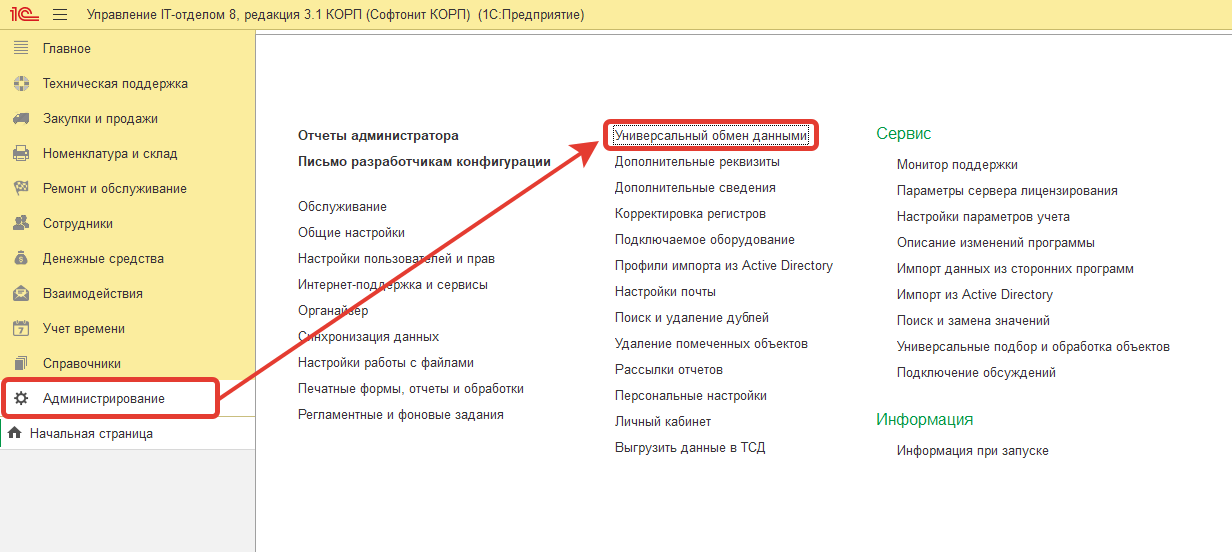 1С Управление IT-отделом 8, редакция 3.1 КОРП (Софтонит КОРП) (1С:Предприятие)
Главное
Техническая поддержка
Закупки и продажи
Номенклатура и склад
Ремонт и обслуживание
Сотрудники
Денежные средства
Взаимодействия
7 Учет времени
Справочники
Администрирование
Начальная страница
Отчеты администратора
Письмо разработчикам конфигурации
Обслуживание
Общие настройки
Настройки пользователей и прав
Интернет-поддержка и сервисы
Органайзер
Синхронизация данных
Настройки работы с файлами
Печатные формы, отчеты и обработки
Регламентные и фоновые задания
Универсальный обмен данными
Дополнительные реквизиты
Дополнительные сведения
Корректировка регистров
Подключаемое оборудование
Профили импорта из Active Directory
Настройки почты
Поиск и удаление дублей
Удаление помеченных объектов
Рассылки отчетов
Персональные настройки
Личный кабинет
Выгрузить данные в ТСД
Сервис
Монитор поддержки
Параметры сервера лицензирования
Настройки параметров учета
Описание изменений программы
Импорт данных из сторонних программ
Импорт из Active Directory
Поиск и замена значений
Универсальные подбор и обработка объектов
Подключение обсуждений
Информация
Информация при запуске